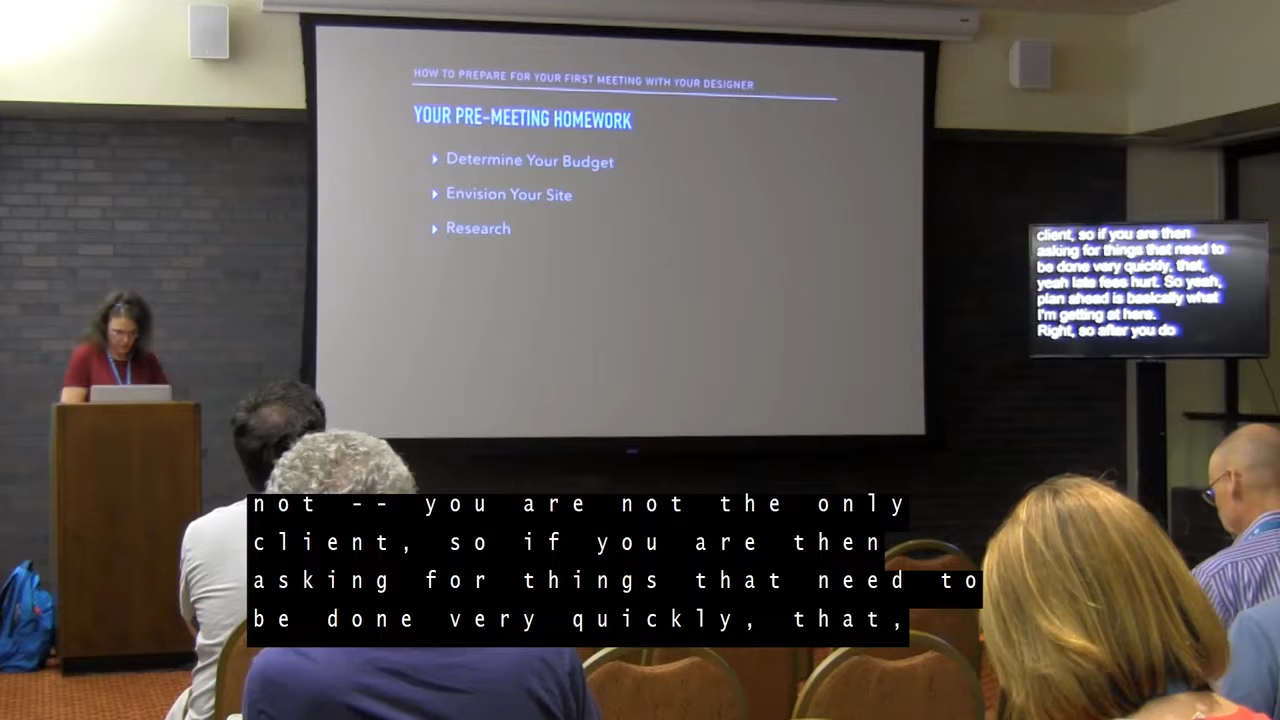 HOW TO PREPARE FOR YOUR FIRST MEETING WITH YOUR DESIGNER
YOUR PRE-MEETING HOMEWORK
Determine Your Budget
Envision Your Site
Research
client, so if you are then
asking for things that need to
be done very quickly, that,
yeah late fees hurt. So yeah,
plan ahead is basically what
I'm getting at here.
Right, so after you do
not -- you are not the only
client, so if you are then
asking for things that need to
be done very quickly, that,